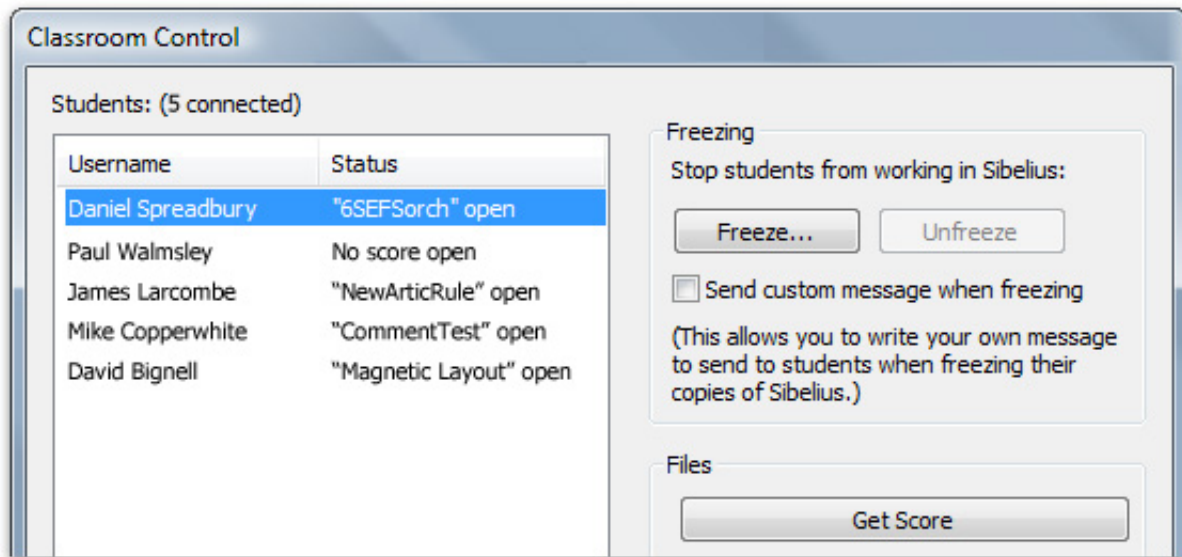 Classroom Control
Students: (5 connected)
Username Status
Daniel Spreadbury "6SEFSorch" open
Paul Walmsley No score open
James Larcombe “NewArticRule” open
Mike Copperwhite “CommentTest” open
David Bignell “Magnetic Layout” open
Freezing
Stop students from working in Sibelius:
Freeze... Unfreeze
Send custom message when freezing
(This allows you to write your own message
to send to students when freezing their
copies of Sibelius.)
Files
Get Score